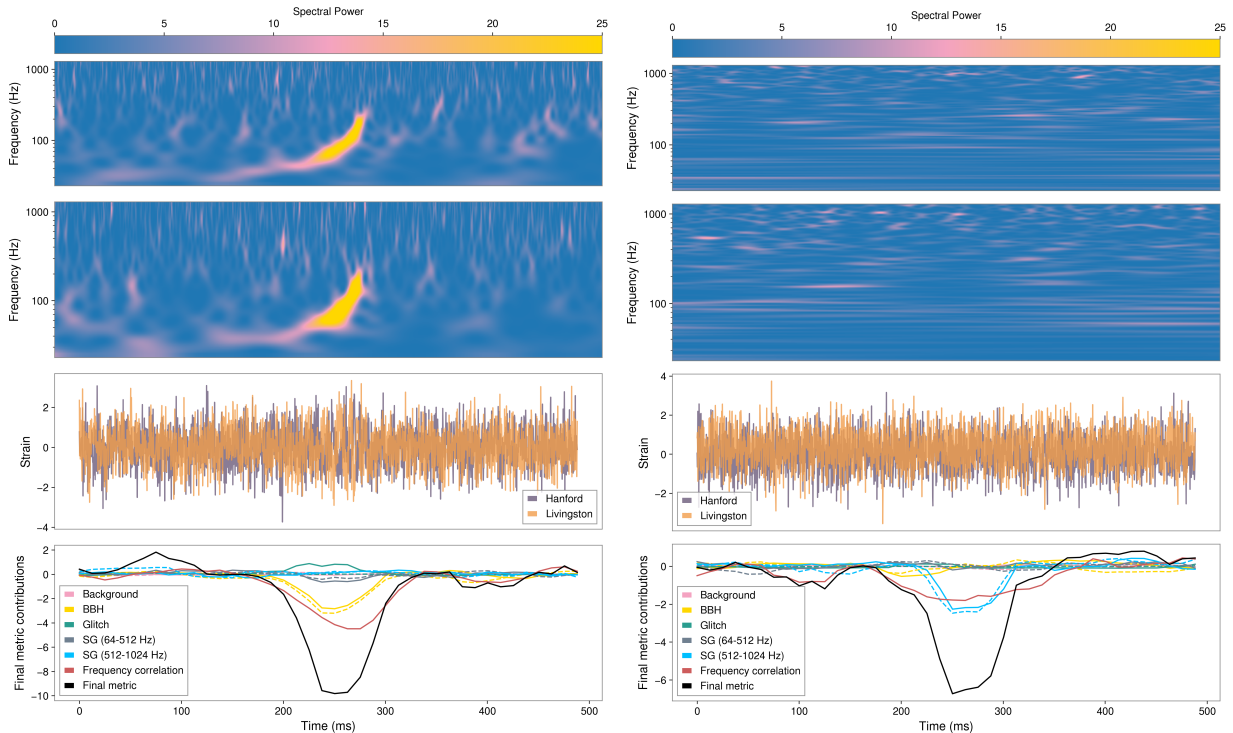 Spectral Power
0 5 10 15 20 25
1000
100
Frequency (Hz)
1000
100
Frequency (Hz)
2
0
−2
−4
Strain
Hanford
Livingston
2
0
−2
−4
−6
−8
−10
Final metric contributions
Background
BBH
Glitch
SG (64-512 Hz)
SG (512-1024 Hz)
Frequency correlation
Final metric
0 100 200 300 400 500
Time (ms)
Spectral Power
0 5 10 15 20 25
1000
100
Frequency (Hz)
1000
100
Frequency (Hz)
4
2
0
−2
Strain
Hanford
Livingston
0
−2
−4
−6
Final metric contributions
Background
BBH
Glitch
SG (64-512 Hz)
SG (512-1024 Hz)
Frequency correlation
Final metric
0 100 200 300 400 500
Time (ms)